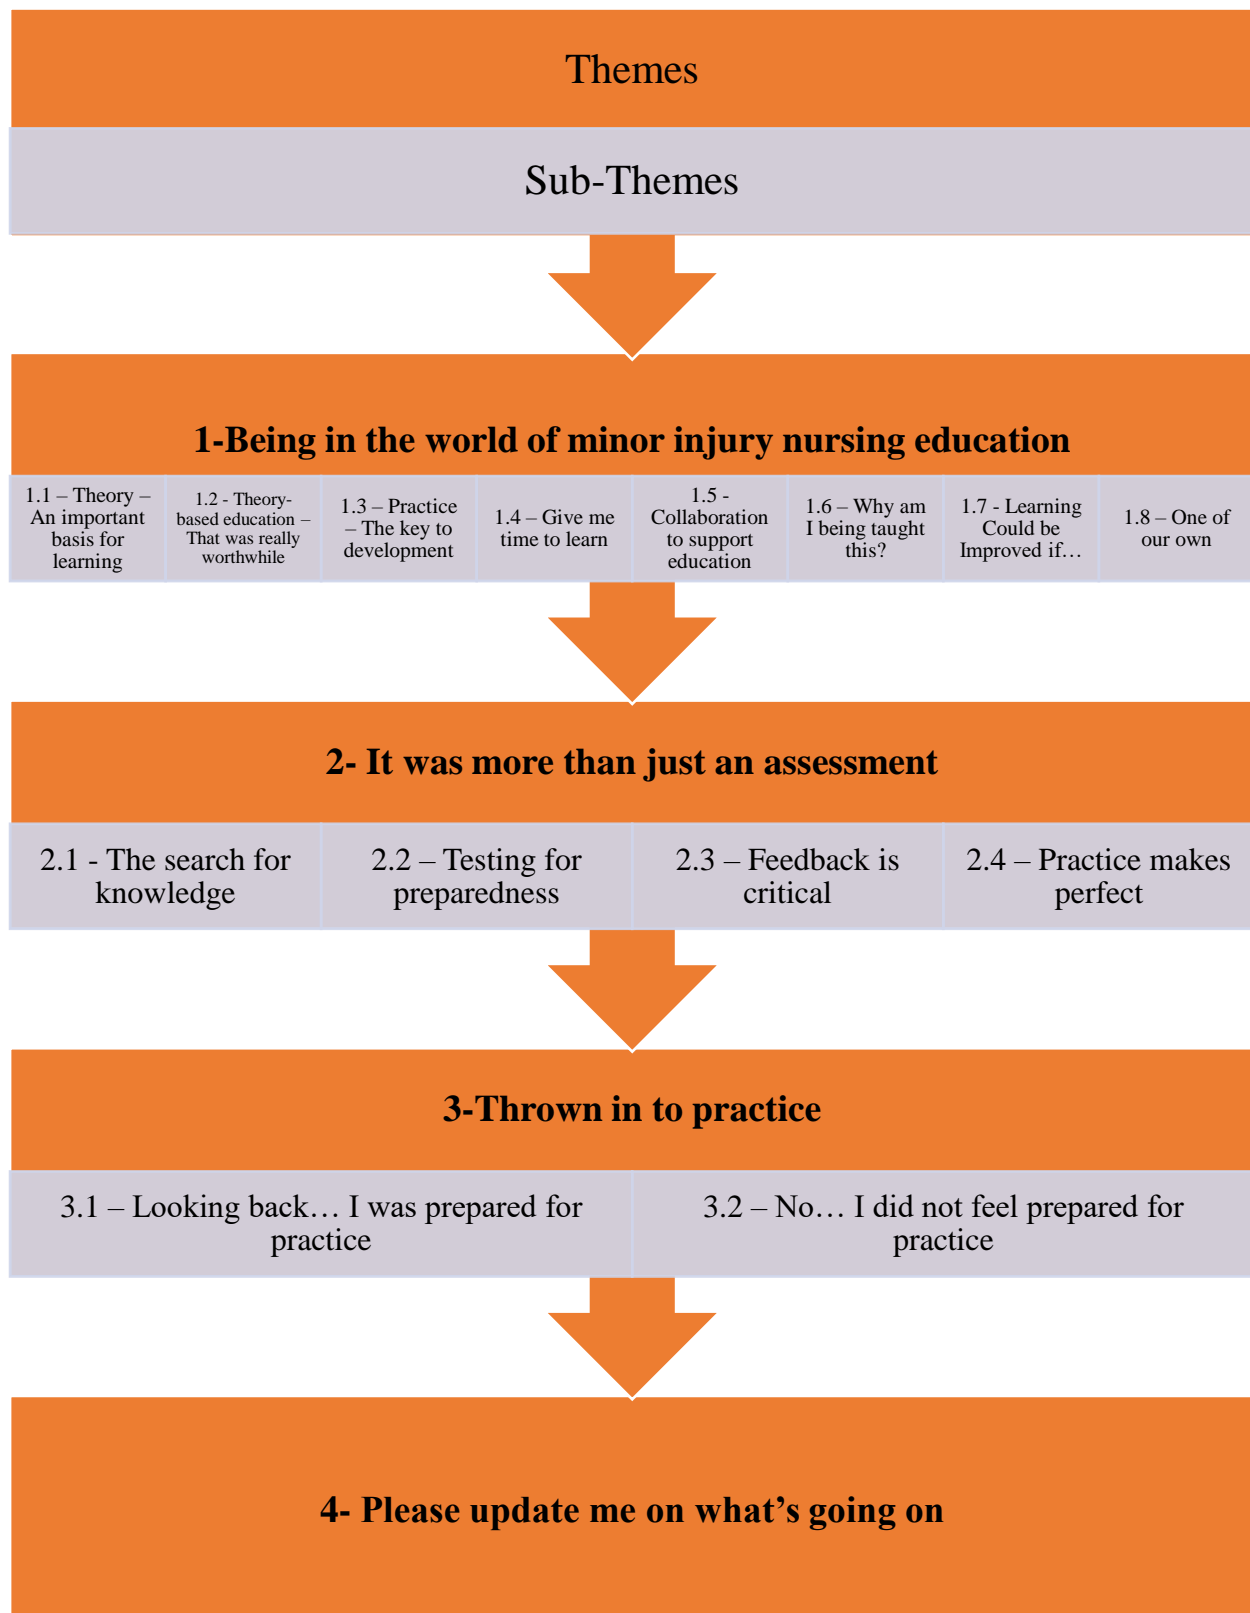 Themes
Sub-Themes
1-Being in the world of minor injury nursing education
1.1 – Theory –
An important
basis for
learning
1.2 - Theory-
based education –
That was really
worthwhile
1.3 – Practice
– The key to
development
1.4 – Give me
time to learn
1.5 -
Collaboration
to support
education
1.6 – Why am
I being taught
this?
1.7 - Learning
Could be
Improved if…
1.8 – One of
our own
2- It was more than just an assessment
2.1 - The search for
knowledge
2.2 – Testing for
preparedness
2.3 – Feedback is
critical
2.4 – Practice makes
perfect
3-Thrown in to practice
3.1 – Looking back… I was prepared for
practice
3.2 – No… I did not feel prepared for
practice
4- Please update me on what’s going on